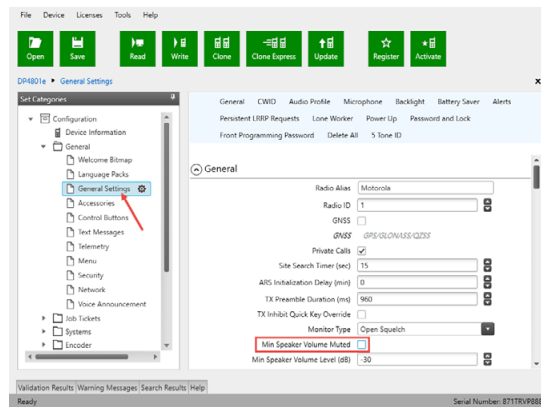 File Device Licenses Tools Help
Open Save Read Write Clone Clone Express Update Register Activate
DP4801e General Settings x
Set Categories
Configuration
Device Information
General
Welcome Bitmap
Language Packs
General Settings
Accessories
Control Buttons
Text Messages
Telemetry
Menu
Security
Network
Voice Announcement
Job Tickets
Systems
Encoder
General CWID Audio Profile Microphone Backlight Battery Saver Alerts
Persistent LRRP Requests Lone Worker Power Up Password and Lock
Front Programming Password Delete All 5 Tone ID
General
Radio Alias Motorola
Radio ID 1
GNSS
GNSS GPS/GLONASS/QZSS
Private Calls
Site Search Timer (sec) 15
ARS Initialization Delay (min) 0
TX Preamble Duration (ms) 960
TX Inhibit Quick Key Override
Monitor Type Open Squelch
Min Speaker Volume Muted
Min Speaker Volume Level (dB) -30
Validation Results Warning Messages Search Results Help
Ready Serial Number: 871TRVP888